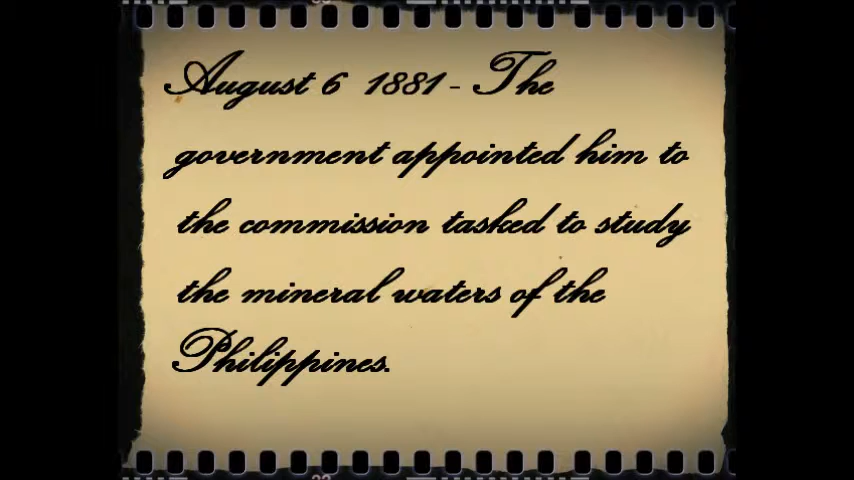 August 6 1881 - The
government appointed him to
the commission tasked to study
the mineral waters of the
Philippines.